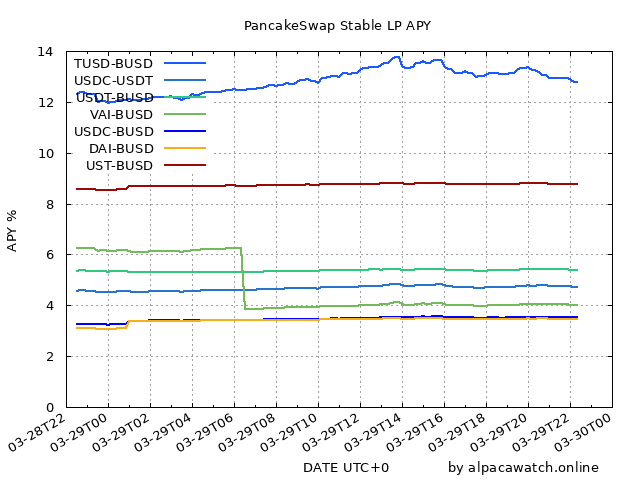 PancakeSwap Stable LP APY
14
12
10
8
6
4
2
0
APY %
TUSD-BUSD
USDC-USDT
USDT-BUSD
VAI-BUSD
USDC-BUSD
DAI-BUSD
UST-BUSD
03-28T22
03-29T00
03-29T02
03-29T04
03-29T06
03-29T08
03-29T10
03-29T12
03-29T14
03-29T16
03-29T18
03-29T20
03-29T22
03-30T00
DATE UTC+0
by alpacawatch.online